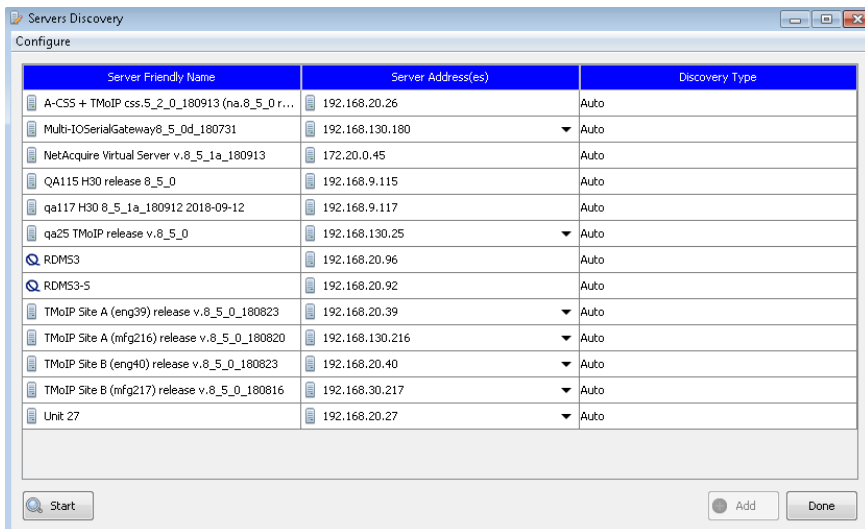 Servers Discovery
Configure
Server Friendly Name Server Address(es) Discovery Type
A-CSS + TMoIP css.5_2_0_180913 (na.8_5_0 r... 192.168.20.26 Auto
Multi-IOSerialGateway8_5_0d_180731 192.168.130.180 Auto
NetAcquire Virtual Server v.8_5_1a_180913 172.20.0.45 Auto
QA115 H30 release 8_5_0 192.168.9.115 Auto
qa117 H30 8_5_1a_180912 2018-09-12 192.168.9.117 Auto
qa25 TMoIP release v.8_5_0 192.168.130.25 Auto
RDMS3 192.168.20.96 Auto
RDMS3-S 192.168.20.92 Auto
TMoIP Site A (eng39) release v.8_5_0_180823 192.168.20.39 Auto
TMoIP Site A (mfg216) release v.8_5_0_180820 192.168.130.216 Auto
TMoIP Site B (eng40) release v.8_5_0_180823 192.168.20.40 Auto
TMoIP Site B (mfg217) release v.8_5_0_180816 192.168.30.217 Auto
Unit 27 192.168.20.27 Auto
Start Add Done